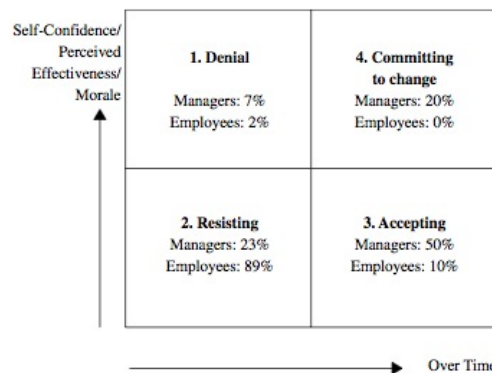 Self-Confidence/
Perceived
Effectiveness/
Morale
1. Denial
Managers: 7%
Employees: 2%
4. Committing
to change
Managers: 20%
Employees: 0%
2. Resisting
Managers: 23%
Employees: 89%
3. Accepting
Managers: 50%
Employees: 10%
Over Time